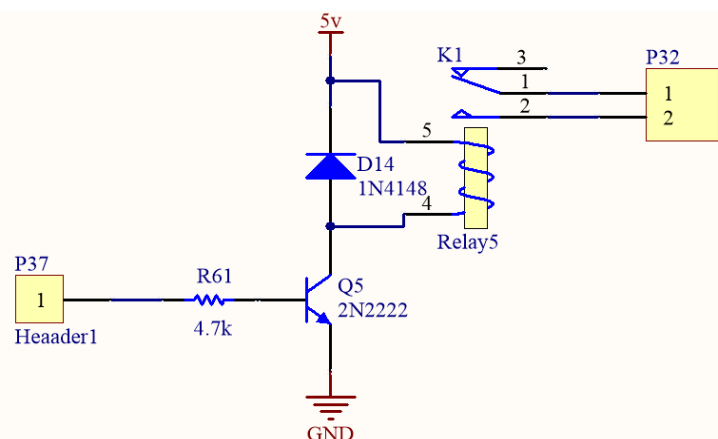 5v
K1
3
1
2
P32
1
2
5
D14
1N4148
4
Relay5
P37
1
Heaader1
R61
4.7k
Q5
2N2222
GND